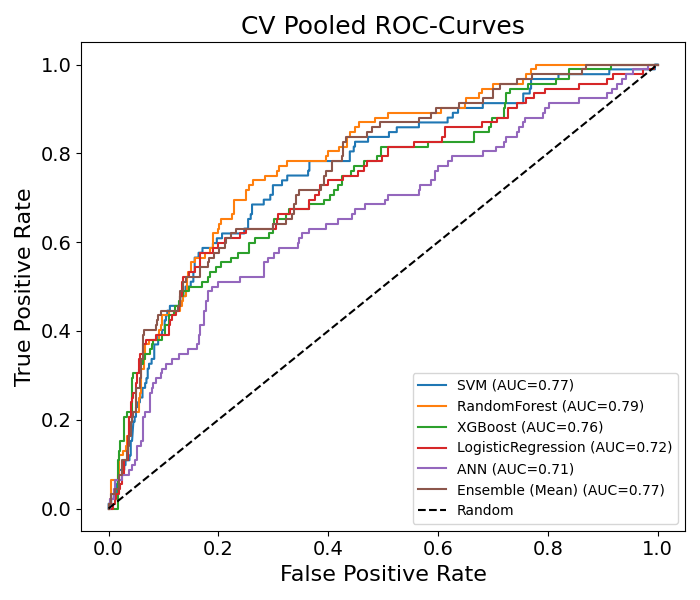 CV Pooled ROC-Curves
True Positive Rate
1.0
0.8
0.6
0.4
0.2
0.0
SVM (AUC=0.77)
RandomForest (AUC=0.79)
XGBoost (AUC=0.76)
LogisticRegression (AUC=0.72)
ANN (AUC=0.71)
Ensemble (Mean) (AUC=0.77)
Random
0.0 0.2 0.4 0.6 0.8 1.0
False Positive Rate